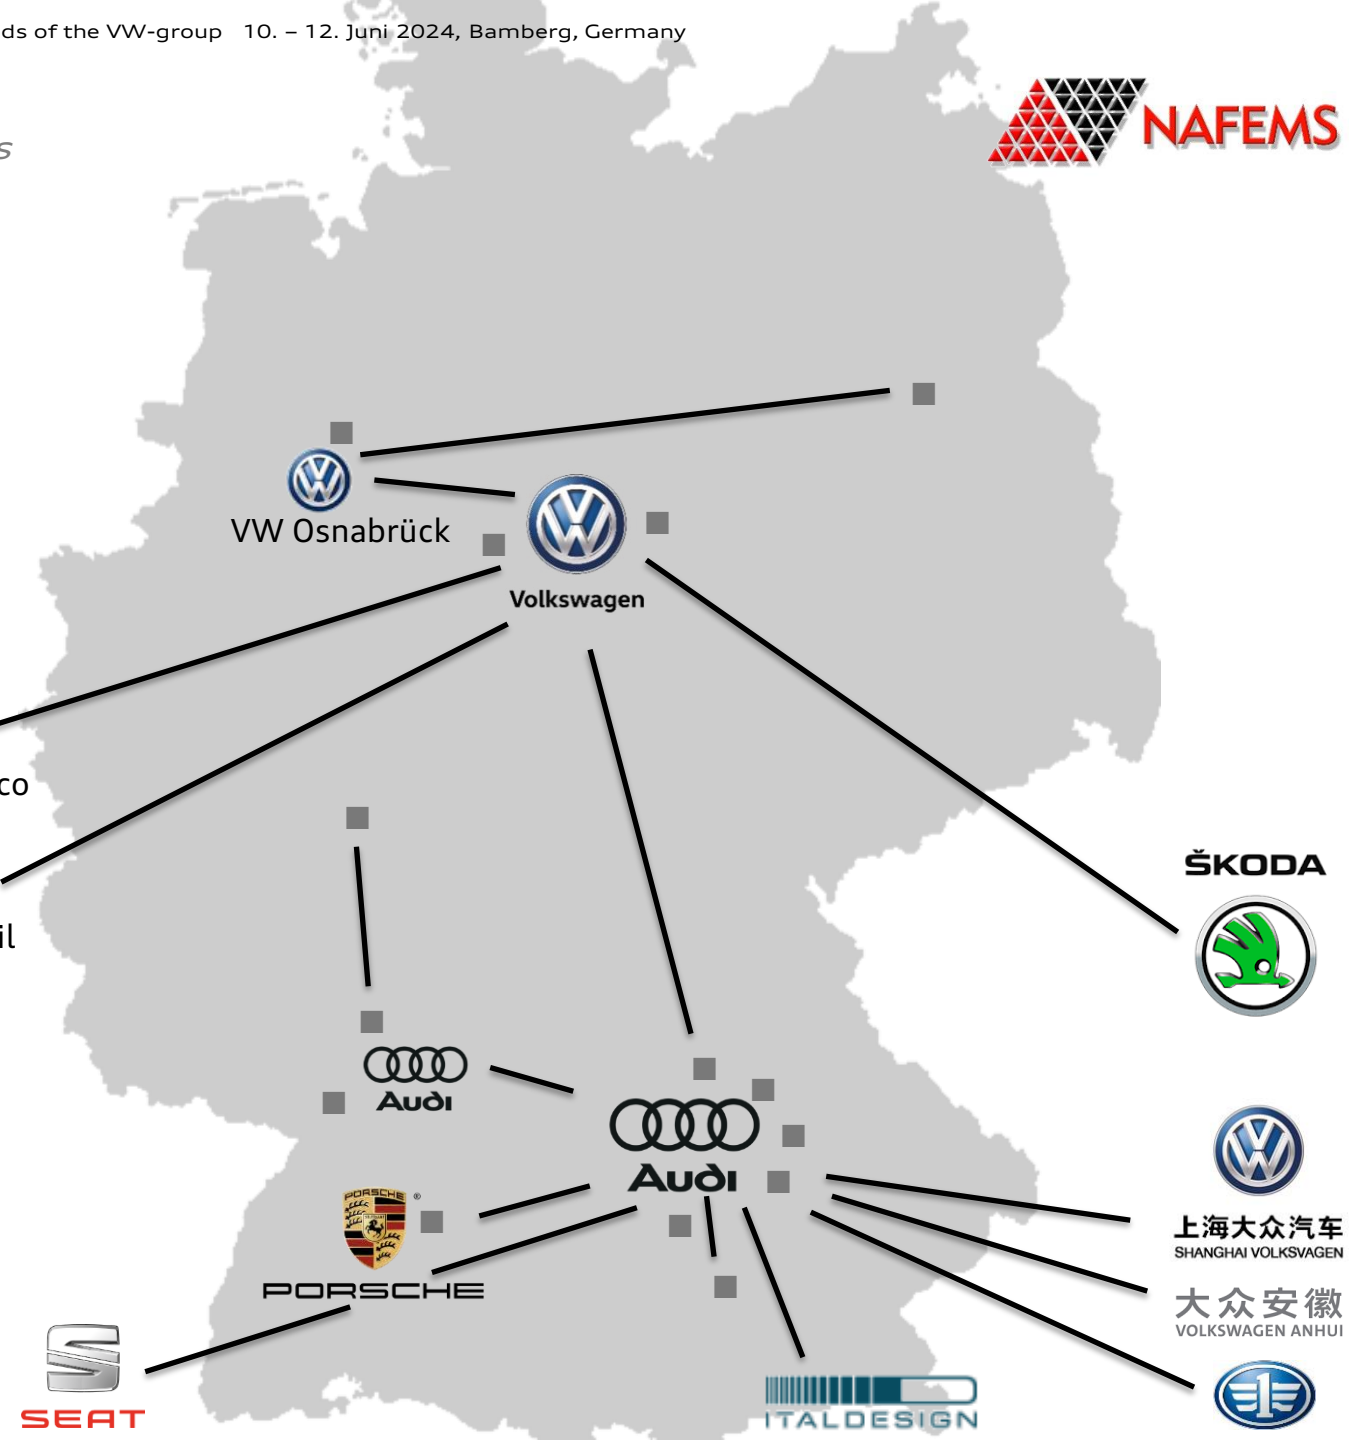 ds of the VW-group 10. – 12. Juni 2024, Bamberg, Germany
s
NAFEMS
VW Osnabrück
Volkswagen
co
il
ŠKODA
Audi
Audi
PORSCHE
®
PORSCHE
上海大众汽车
SHANGHAI VOLKSVAGEN
大众安徽
VOLKSWAGEN ANHUI
SEAT
ITALDESIGN